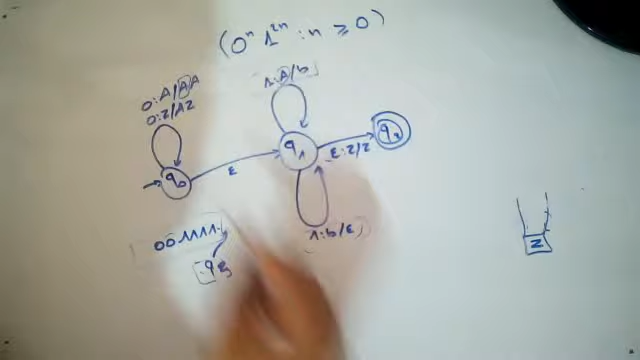 (0ⁿ 1²ⁿ : n ≥ 0)
0:A/AA
0:Z/AZ
1:A/b
q₀
ε
q₁
ε:Z/Z
q₂
1:b/ε
001111
Z